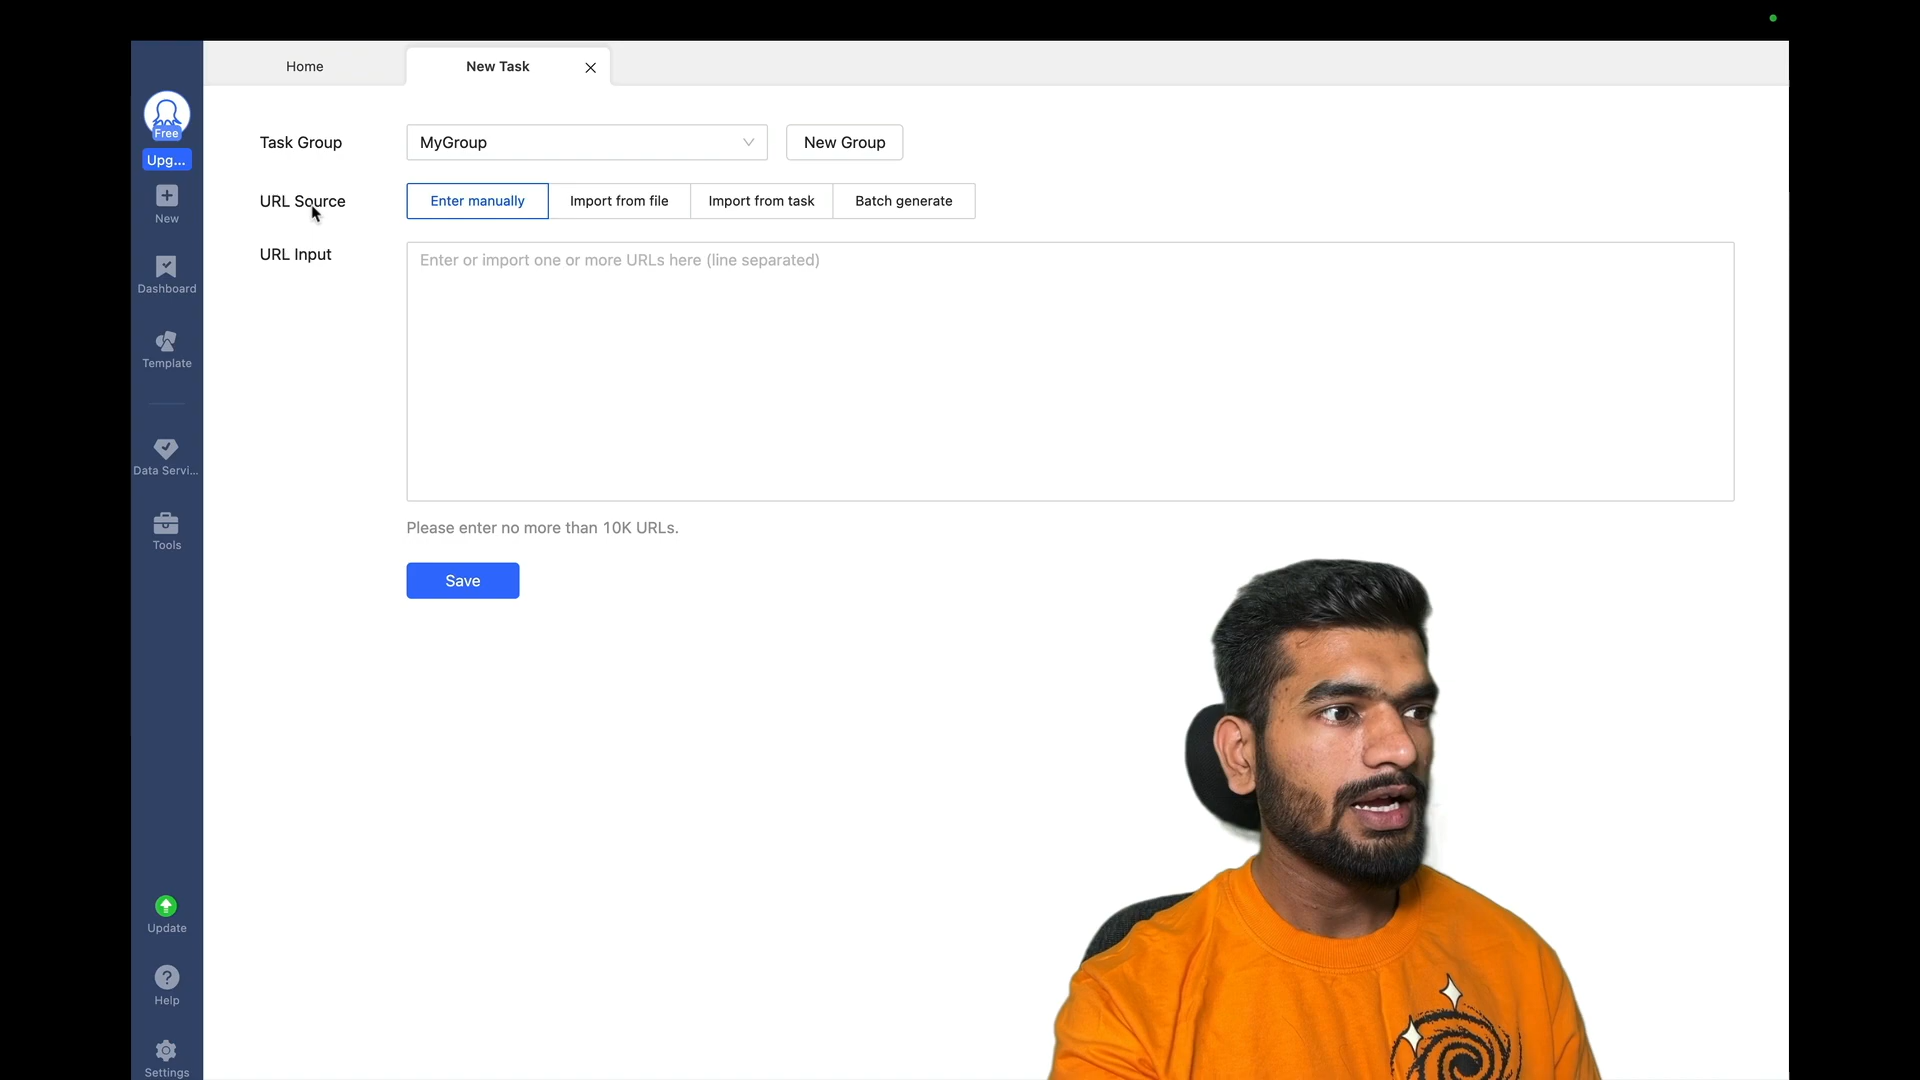 Home
New Task
Free
Upg...
New
Dashboard
Template
Data Servi...
Tools
Update
Help
Settings
Task Group
MyGroup
New Group
URL Source
Enter manually
Import from file
Import from task
Batch generate
URL Input
Enter or import one or more URLs here (line separated)
Please enter no more than 10K URLs.
Save